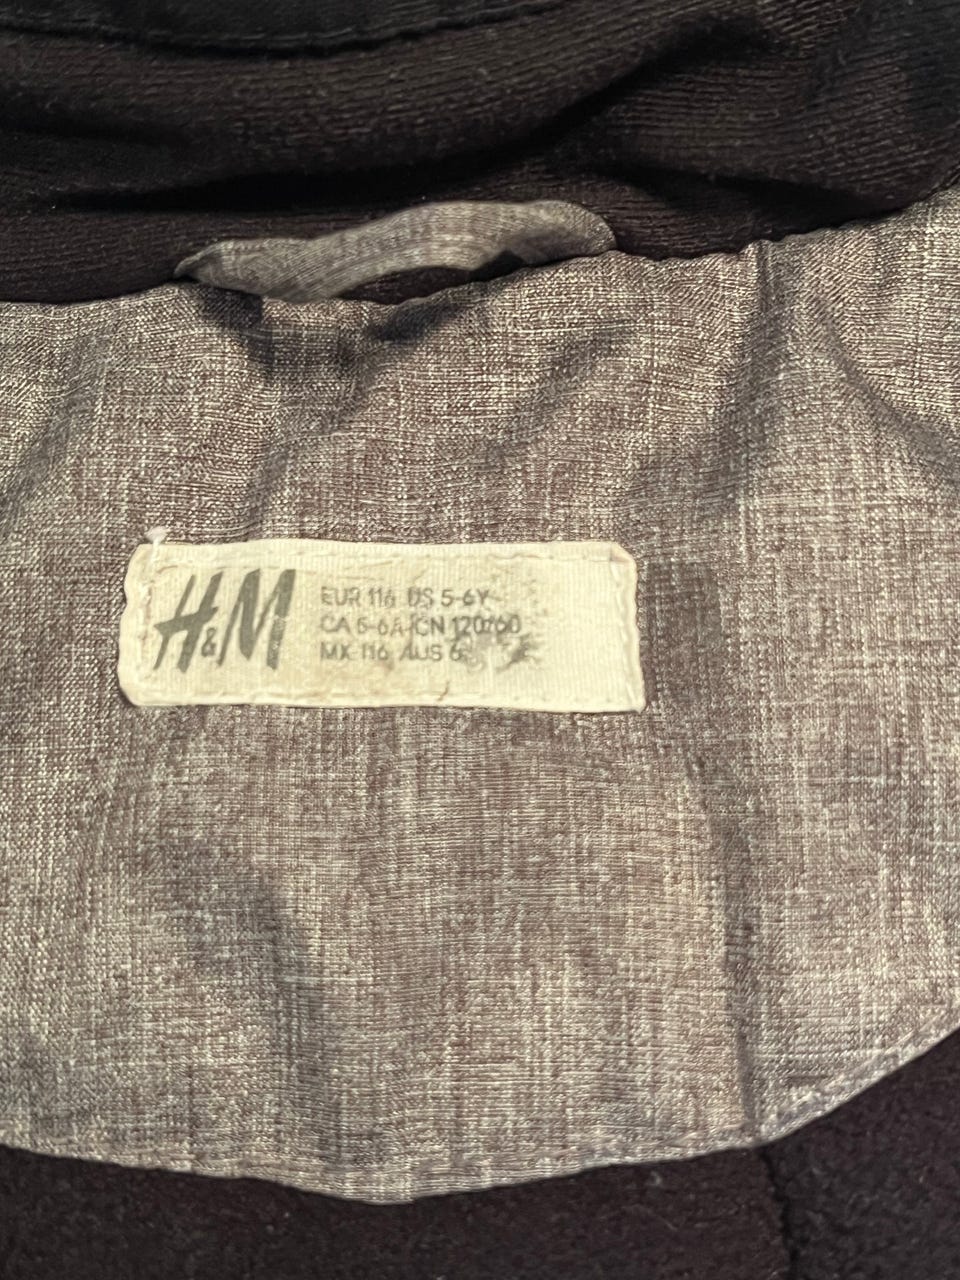 H&M
EUR 116 US 5-6Y
CA 5-6A CN 120/60
MX 116 AUS 6